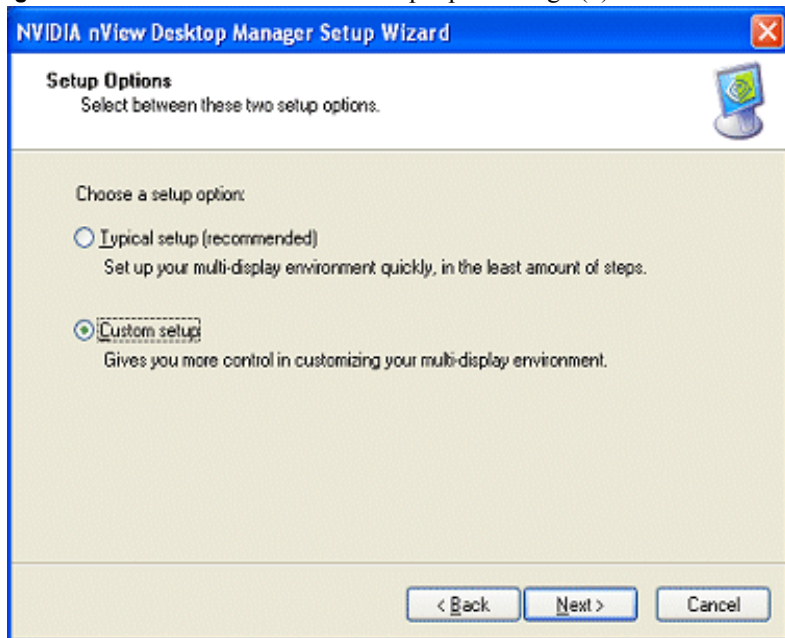 NVIDIA nView Desktop Manager Setup Wizard
Setup Options
Select between these two setup options.
Choose a setup option:
Typical setup (recommended)
Set up your multi-display environment quickly, in the least amount of steps.
Custom setup
Gives you more control in customizing your multi-display environment.
< Back
Next >
Cancel